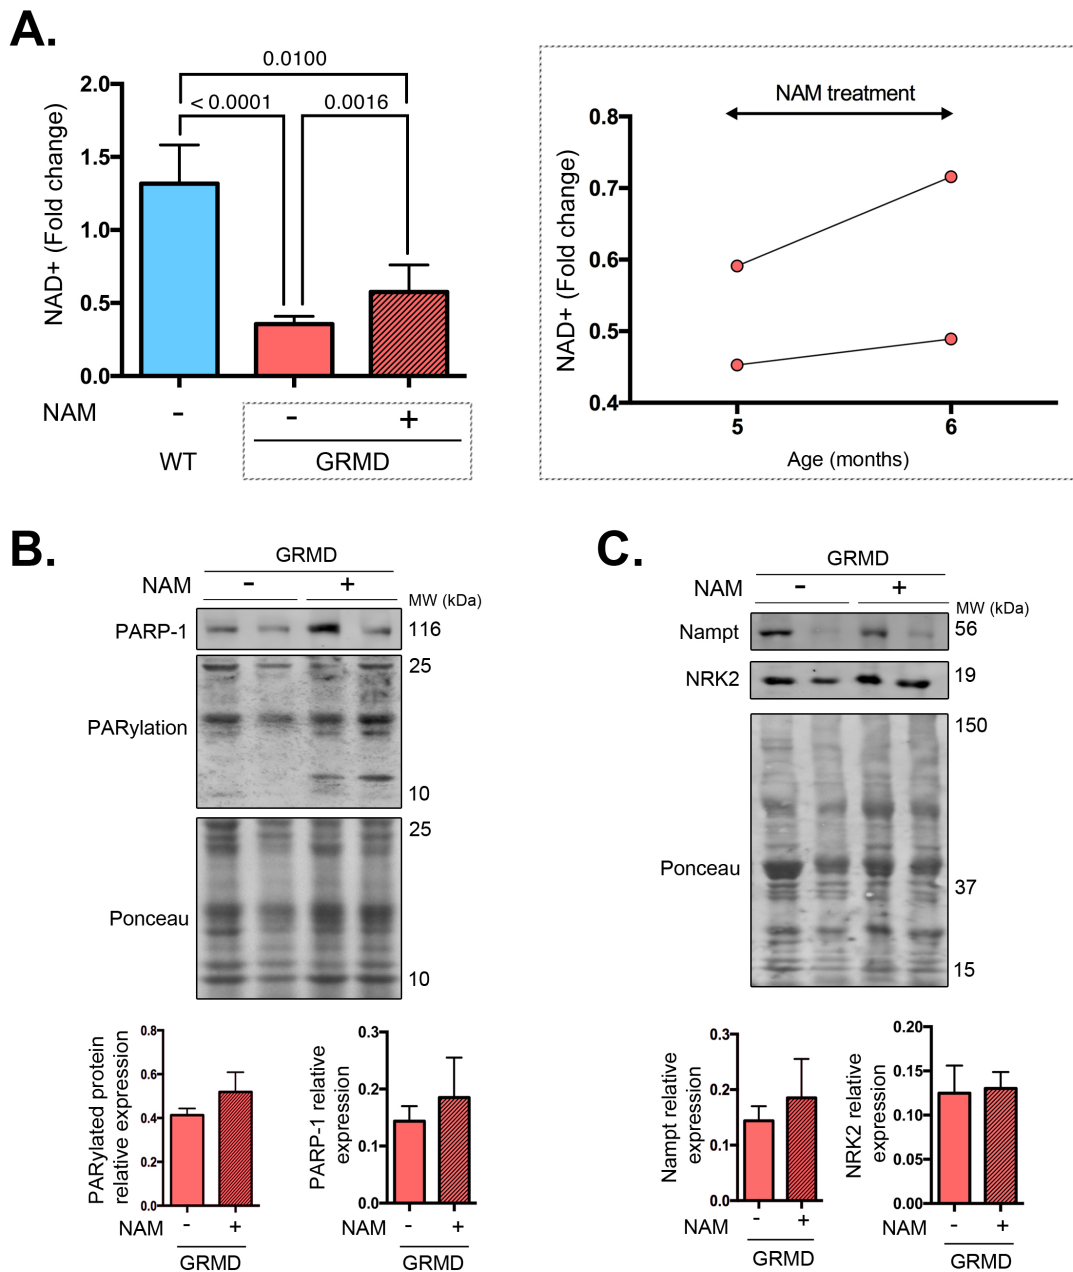 A.
NAD+ (Fold change)
2.0
1.5
1.0
0.5
0.0
0.0100
< 0.0001
0.0016
NAM
-
-
+
WT
GRMD
NAD+ (Fold change)
0.8
0.7
0.6
0.5
0.4
NAM treatment
5
6
Age (months)
B.
GRMD
NAM - +
MW (kDa)
PARP-1
116
25
PARylation
10
25
Ponceau
10
PARylated protein
relative expression
0.8
0.6
0.4
0.2
0.0
NAM - +
GRMD
PARP-1 relative
expression
0.3
0.2
0.1
0.0
NAM - +
GRMD
C.
GRMD
NAM - +
MW (kDa)
Nampt
56
NRK2
19
150
Ponceau
37
15
Nampt relative
expression
0.3
0.2
0.1
0.0
NAM - +
GRMD
NRK2 relative
expression
0.20
0.15
0.10
0.05
0.00
NAM - +
GRMD